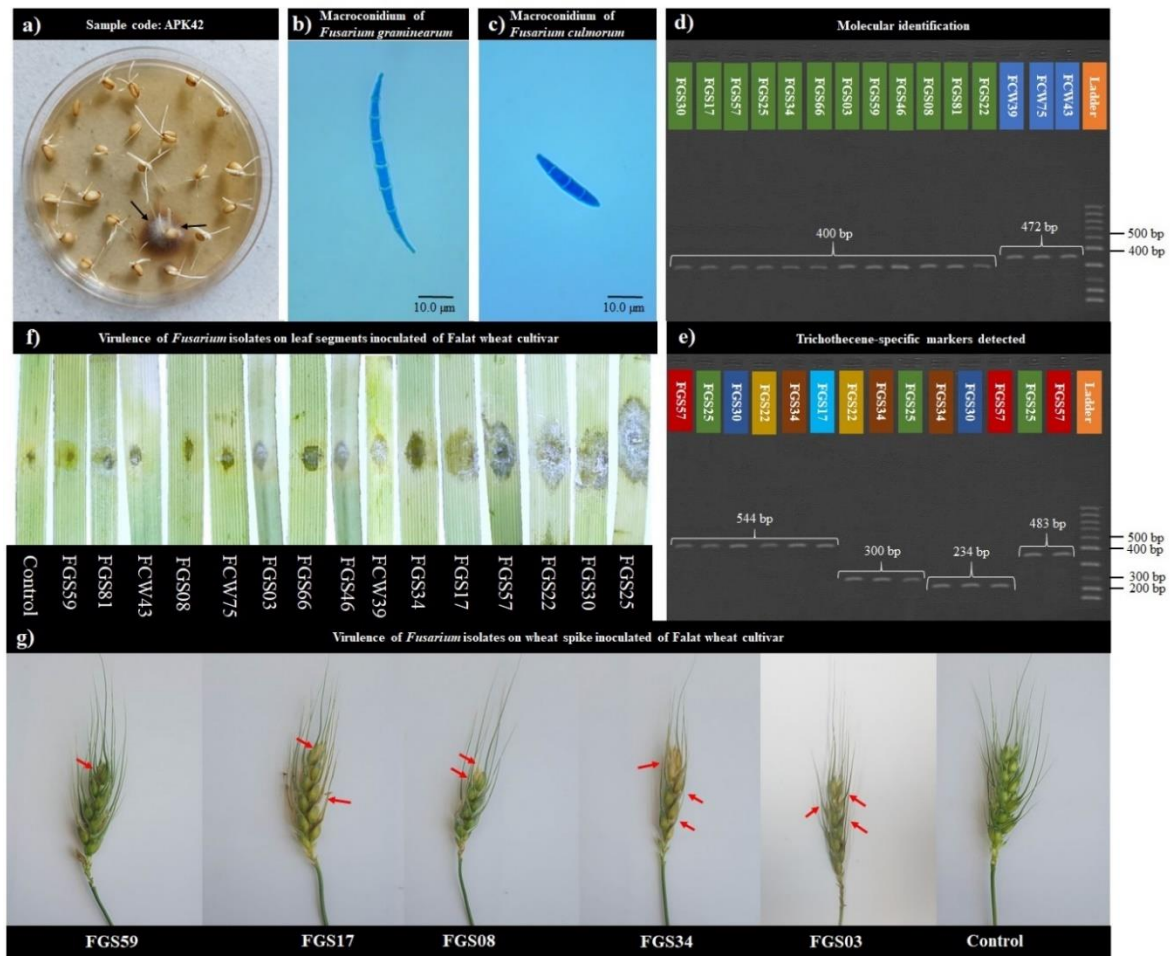 a) Sample code: APK42
b) Macroconidium of
Fusarium graminearum
10.0 μm
c) Macroconidium of
Fusarium culmorum
10.0 μm
d) Molecular identification
FGS30
FGS17
FGS57
FGS25
FGS84
FGS66
FGS03
FGS59
FGS46
FGS08
FGS81
FGS22
FCW39
FCW75
FCW43
Ladder
400 bp
472 bp
500 bp
400 bp
f) Virulence of Fusarium isolates on leaf segments inoculated of Falat wheat cultivar
Control
FGS59
FGS81
FCW43
FGS08
FCW75
FGS03
FGS66
FGS46
FCW39
FGS34
FGS17
FGS57
FGS22
FGS30
FGS25
e) Trichothecene-specific markers detected
FGS57
FGS25
FGS30
FGS22
FGS34
FGS17
FGS22
FGS34
FGS25
FGS34
FGS30
FGS57
FGS25
FGS57
Ladder
544 bp
300 bp
234 bp
483 bp
500 bp
400 bp
300 bp
200 bp
g) Virulence of Fusarium isolates on wheat spike inoculated of Falat wheat cultivar
FGS59
FGS17
FGS08
FGS34
FGS03
Control